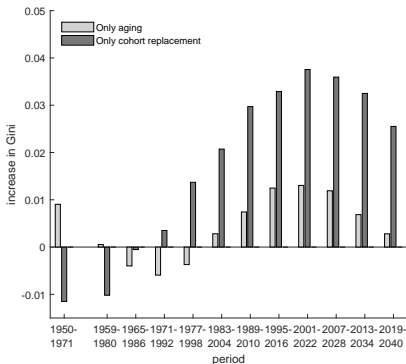 0.05
Only aging
Only cohort replacement
0.04
0.03
0.02
0.01
0
-0.01
increase in Gini
1950- 1959- 1965- 1971- 1977- 1983- 1989- 1995- 2001- 2007- 2013- 2019-
1971 1980 1986 1992 1998 2004 2010 2016 2022 2028 2034 2040
period